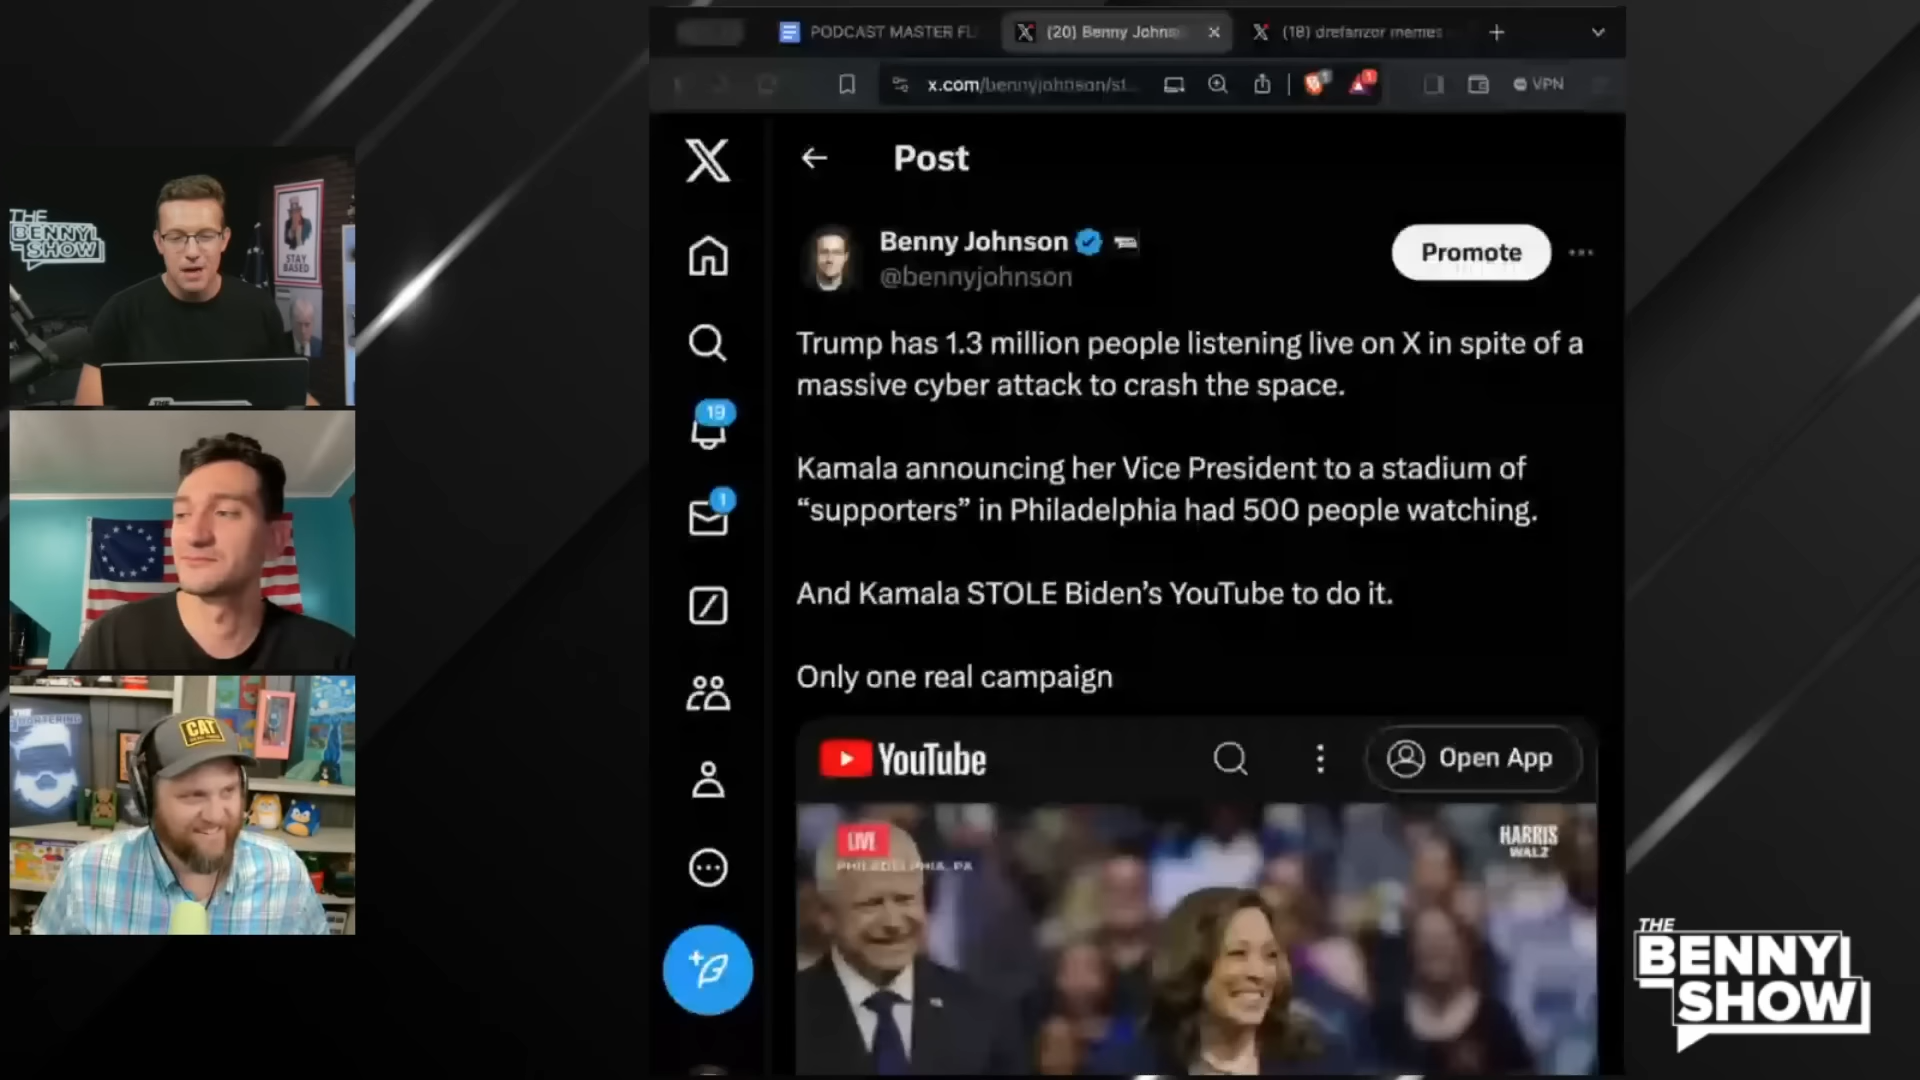 PODCAST MASTER FL
(20) Benny Johns
(18) drefanzor memes
x.com/bennyjohnson/st...
VPN
Post
Benny Johnson
@bennyjohnson
Promote
Trump has 1.3 million people listening live on X in spite of a
massive cyber attack to crash the space.
Kamala announcing her Vice President to a stadium of
“supporters” in Philadelphia had 500 people watching.
And Kamala STOLE Biden’s YouTube to do it.
Only one real campaign
19
1
YouTube
Open App
LIVE
PHILADELPHIA, PA
HARRIS
WALZ
THE
BENNY
SHOW
STAY
BASED
CAT
THE
BENNY
SHOW